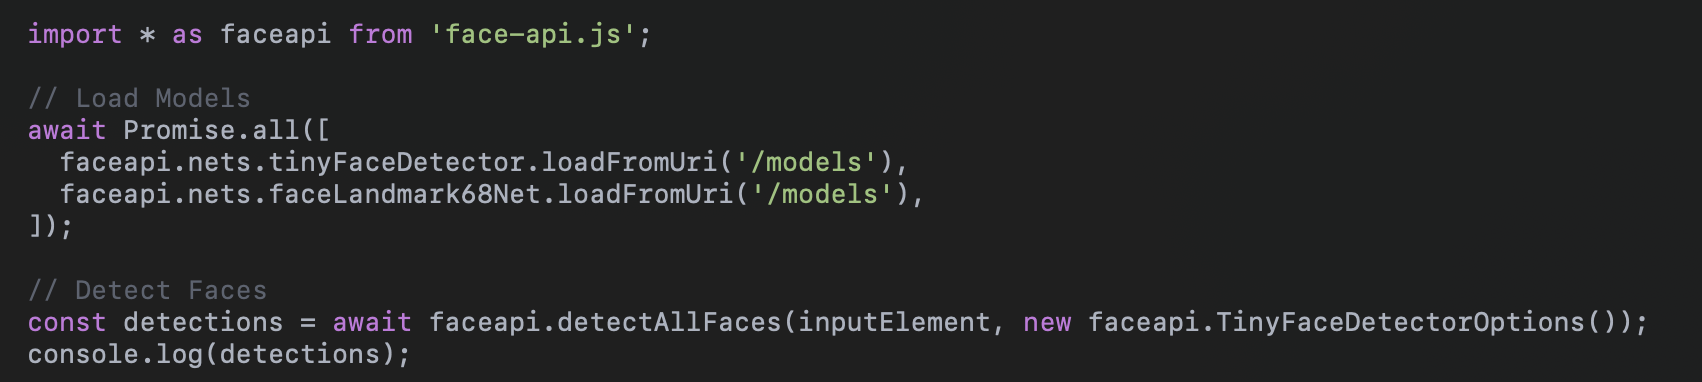 import * as faceapi from 'face-api.js';

// Load Models
await Promise.all([
  faceapi.nets.tinyFaceDetector.loadFromUri('/models'),
  faceapi.nets.faceLandmark68Net.loadFromUri('/models'),
]);

// Detect Faces
const detections = await faceapi.detectAllFaces(inputElement, new faceapi.TinyFaceDetectorOptions());
console.log(detections);